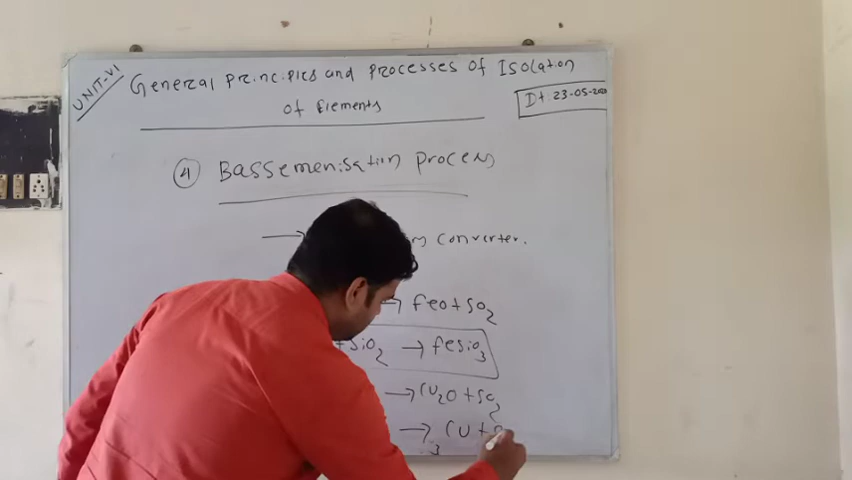 UNIT-VI
General Principles and Processes of Isolation
of Elements
Dt 23-05-2020
4 Bassemenisation process
→ converter.
→ feo + SO2
+ SiO2 → feSiO3
→ Cu2O + SO2
→ Cu +